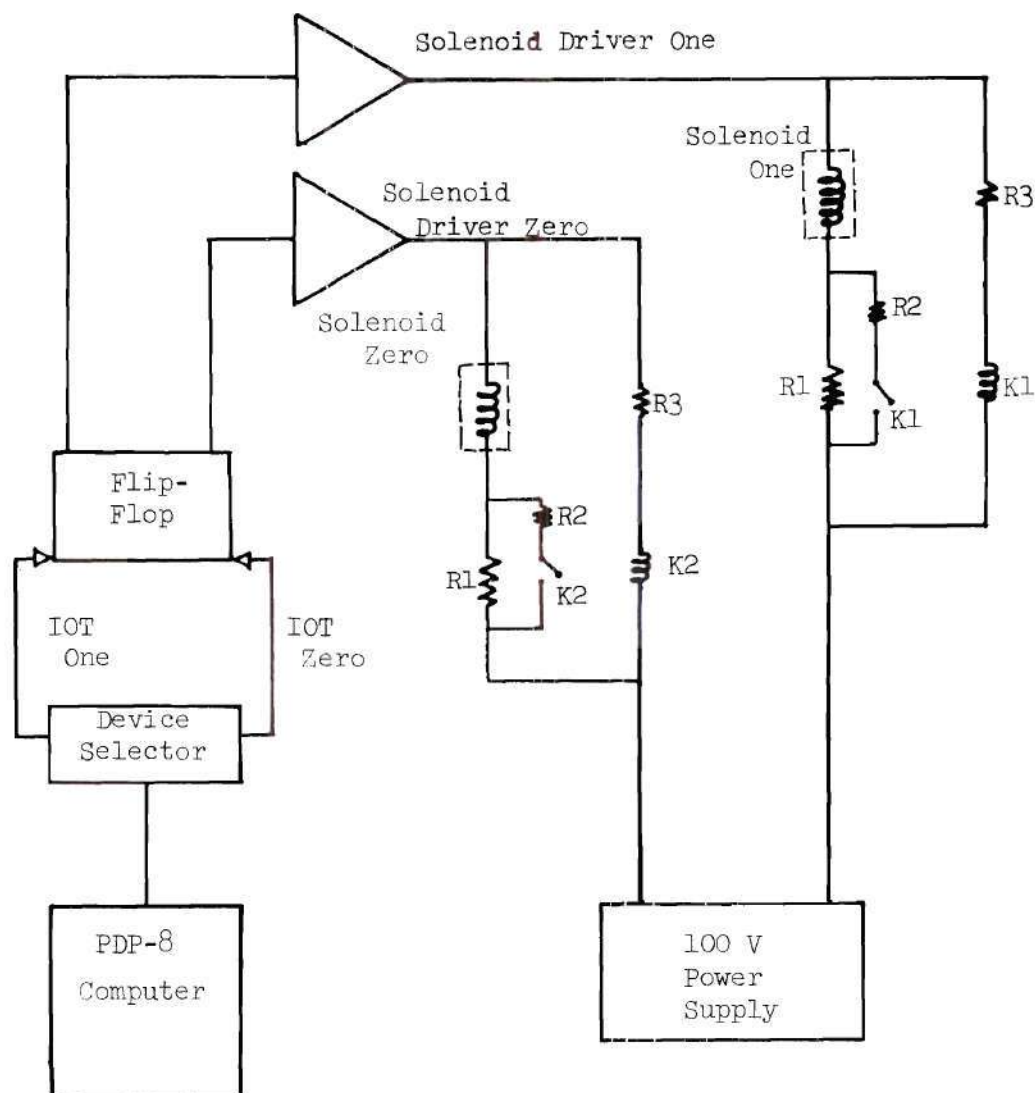 Solenoid Driver One
Solenoid
One
Solenoid
Driver Zero
R3
Solenoid
Zero
R2
R1
K1
K1
R3
Flip-
Flop
R2
R1
K2
K2
IOT
One
IOT
Zero
Device
Selector
PDP-8
Computer
100 V
Power
Supply